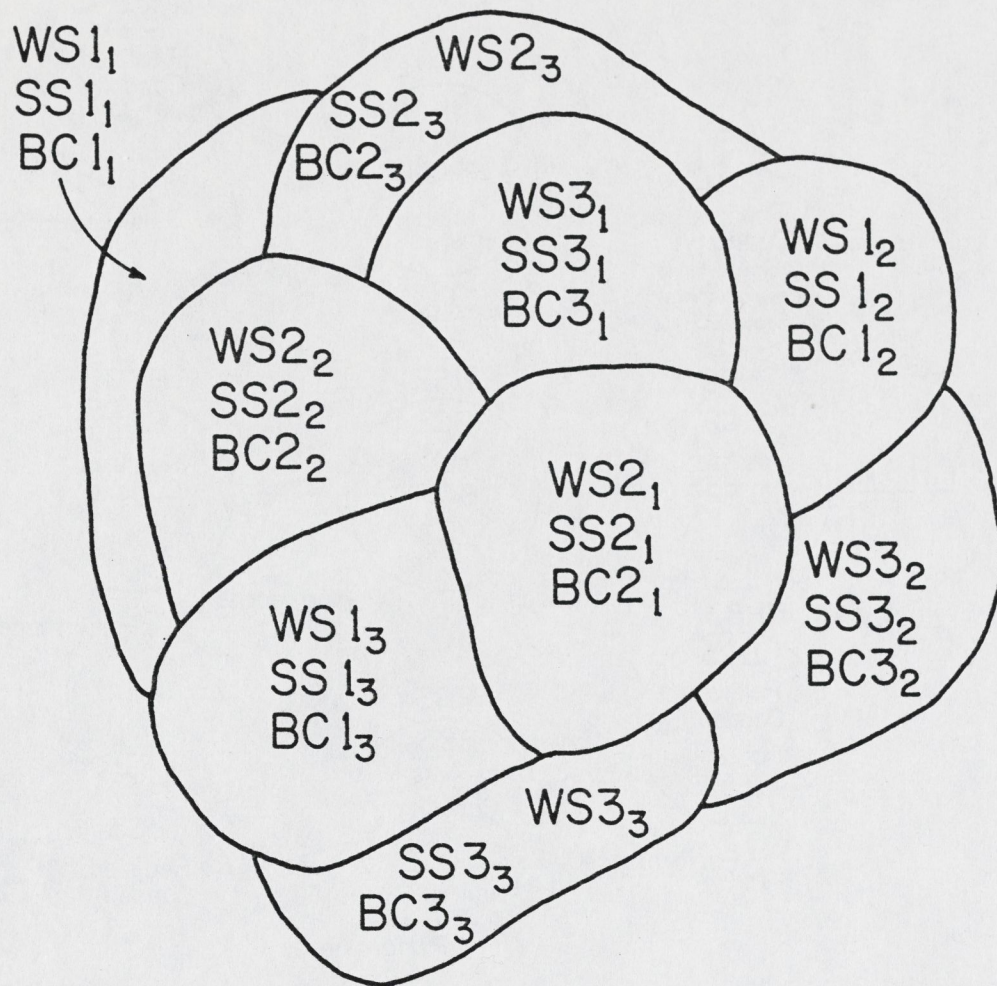 WS1₁
SS1₁
BC1₁
WS2₃
SS2₃
BC2₃
WS3₁
SS3₁
BC3₁
WS1₂
SS1₂
BC1₂
WS2₂
SS2₂
BC2₂
WS2₁
SS2₁
BC2₁
WS3₂
SS3₂
BC3₂
WS1₃
SS1₃
BC1₃
WS3₃
SS3₃
BC3₃